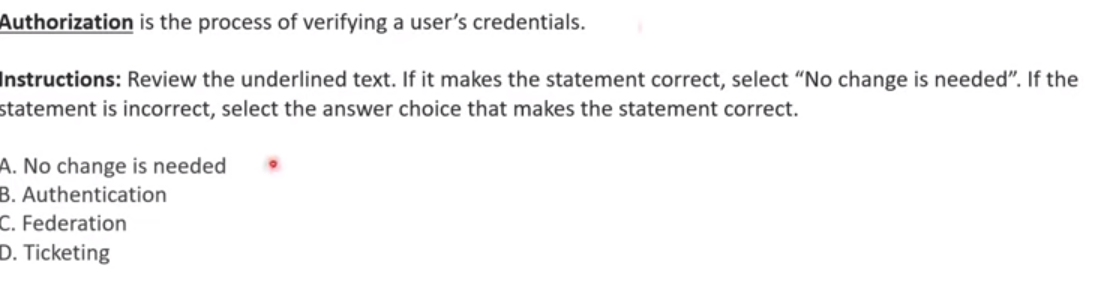 Authorization is the process of verifying a user’s credentials.
Instructions: Review the underlined text. If it makes the statement correct, select “No change is needed”. If the
statement is incorrect, select the answer choice that makes the statement correct.
A. No change is needed
B. Authentication
C. Federation
D. Ticketing